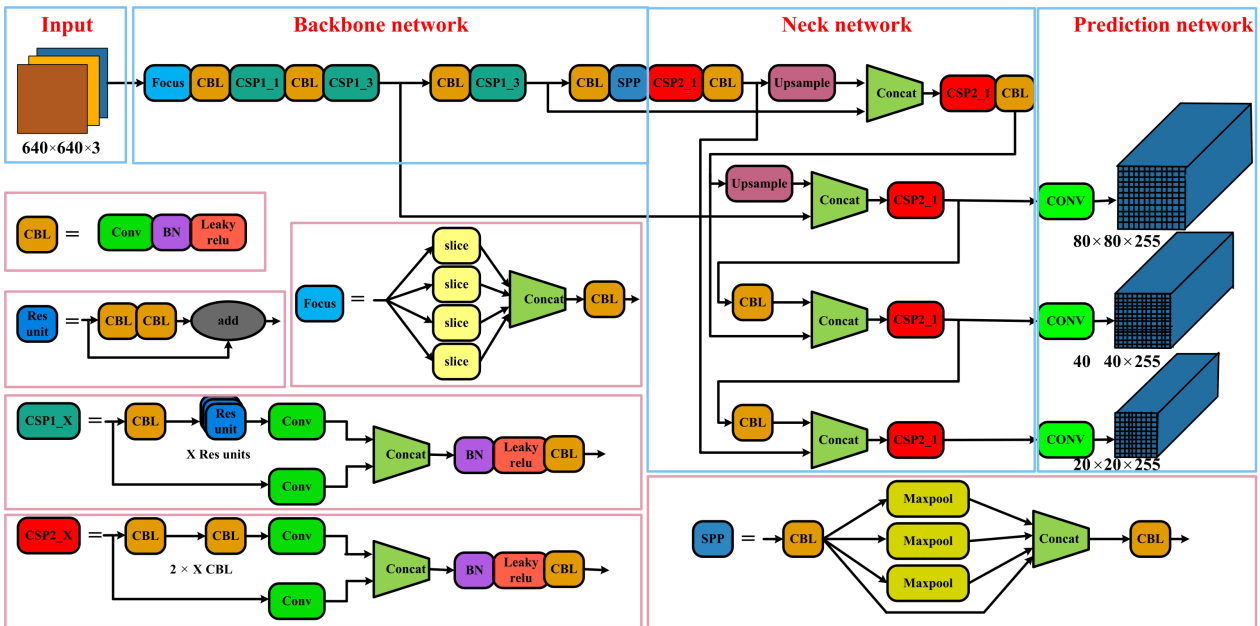 Input
Backbone network
Neck network
Prediction network
Focus CBL CSP1_1 CBL CSP1_3 CBL CSP1_3 CBL SPP CSP2_1 CBL Upsample Concat CSP2_1 CBL
640×640×3
Upsample Concat CSP2_1 CONV
80×80×255
CBL = Conv BN Leaky relu
CBL Concat CSP2_1 CONV
40 40×255
CBL Concat CSP2_1 CONV
20×20×255
Focus = slice slice slice slice Concat CBL
Res unit = CBL CBL add
CSP1_X = CBL Res unit Conv Concat BN Leaky relu CBL
X Res units
Conv
CSP2_X = CBL CBL Conv Concat BN Leaky relu CBL
2 × X CBL
Conv
SPP = CBL Maxpool Maxpool Maxpool Concat CBL